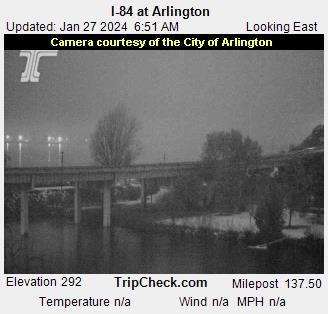 I-84 at Arlington
Updated: Jan 27 2024 6:51 AM Looking East
Camera courtesy of the City of Arlington
Elevation 292 TripCheck.com Milepost 137.50
Temperature n/a Wind n/a MPH n/a